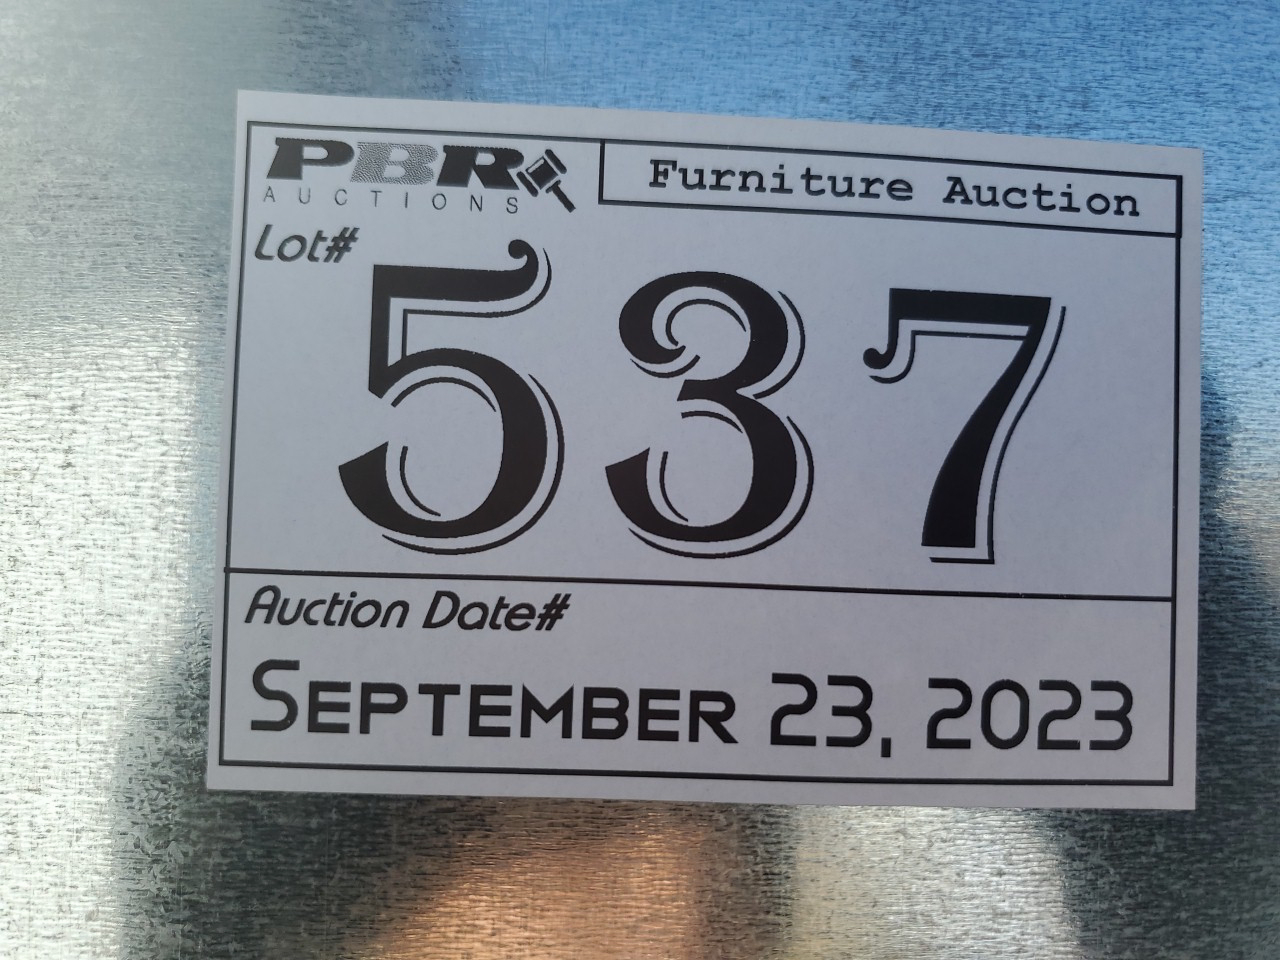 PBR
AUCTIONS
Furniture Auction
Lot#
537
Auction Date#
September 23, 2023